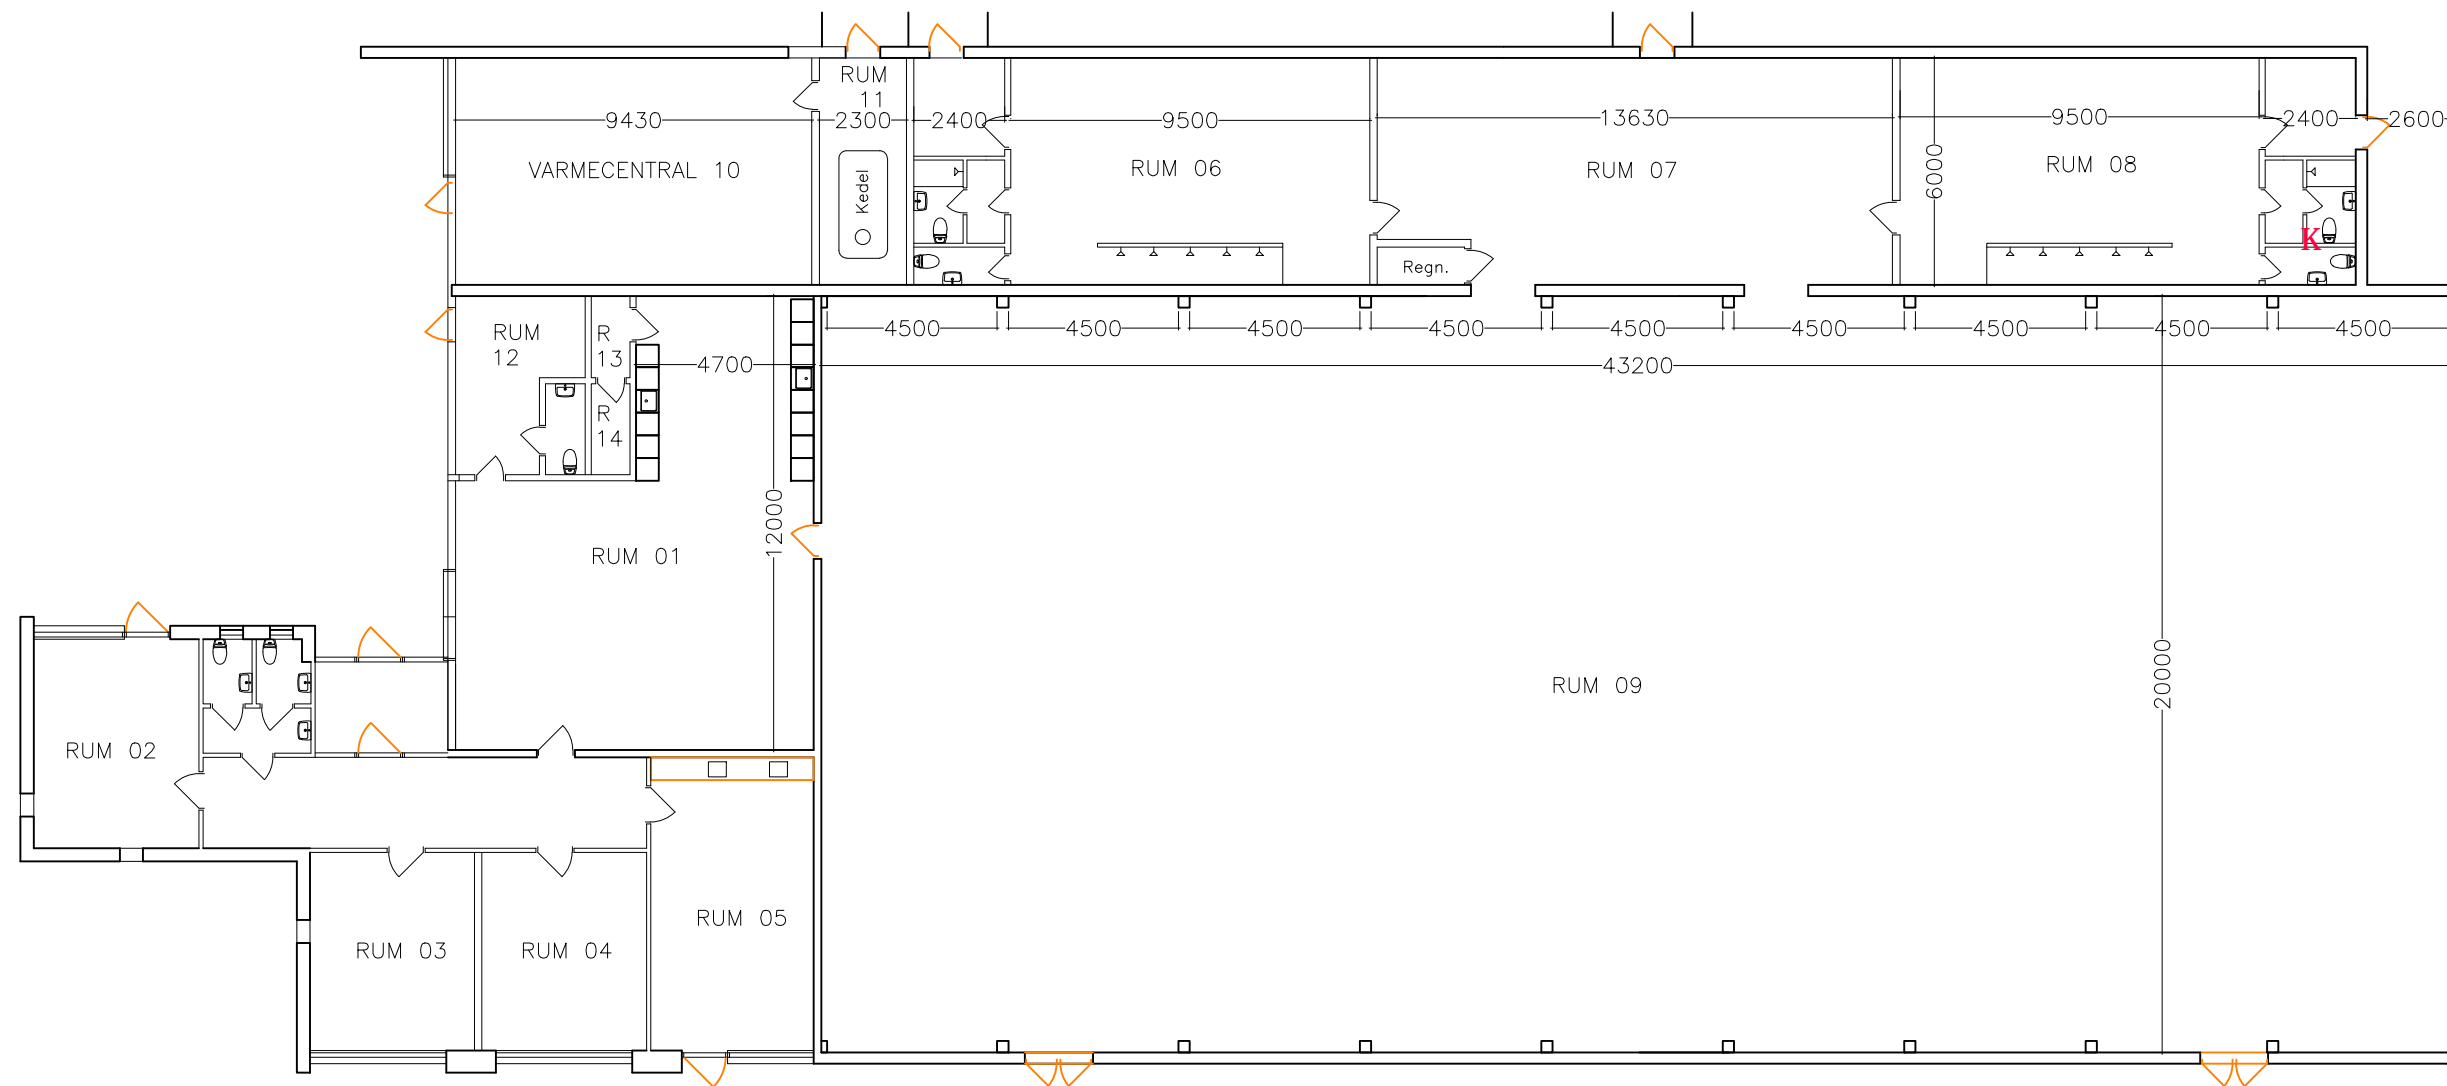 RUM
11
9430
2300
2400
9500
13630
9500
2400
2600
VARMECENTRAL 10
Kedel
RUM 06
RUM 07
6000
RUM 08
K
Regn.
RUM
12
R
13
R
14
4500
4500
4500
4500
4500
4500
4500
4500
4500
4700
43200
12000
RUM 01
RUM 09
20000
RUM 02
RUM 05
RUM 03
RUM 04